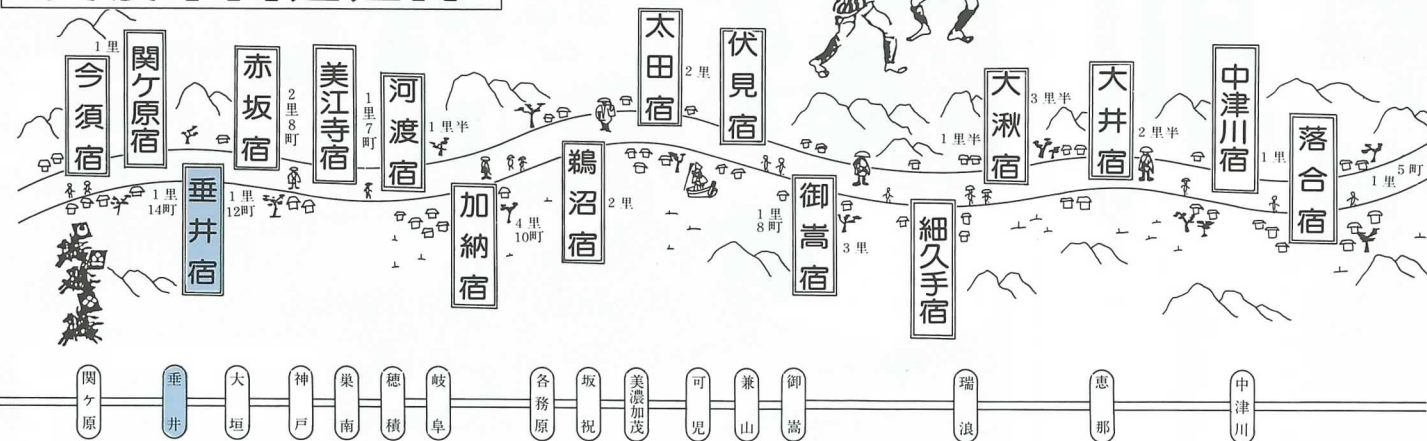 今須宿
1里
関ケ原宿
1里14町
垂井宿
1里12町
赤坂宿
2里8町
美江寺宿
1里7町
河渡宿
1里半
加納宿
4里10町
鵜沼宿
2里
太田宿
2里
伏見宿
1里8町
御嵩宿
3里
細久手宿
1里半
大湫宿
3里半
大井宿
2里半
中津川宿
1里
落合宿
1里5町
関ケ原
垂井
大垣
神戸
巣南
穂積
岐阜
各務原
坂祝
美濃加茂
可児
兼山
御嵩
瑞浪
恵那
中津川